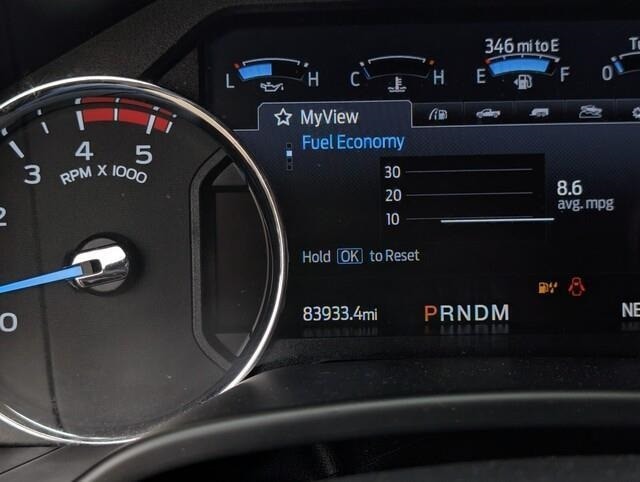 346 mi to E
L H C H E F 0
MyView
Fuel Economy
30
20
10
8.6
avg. mpg
Hold OK to Reset
83933.4mi
PRNDM
0
2
3
4
5
RPM X 1000